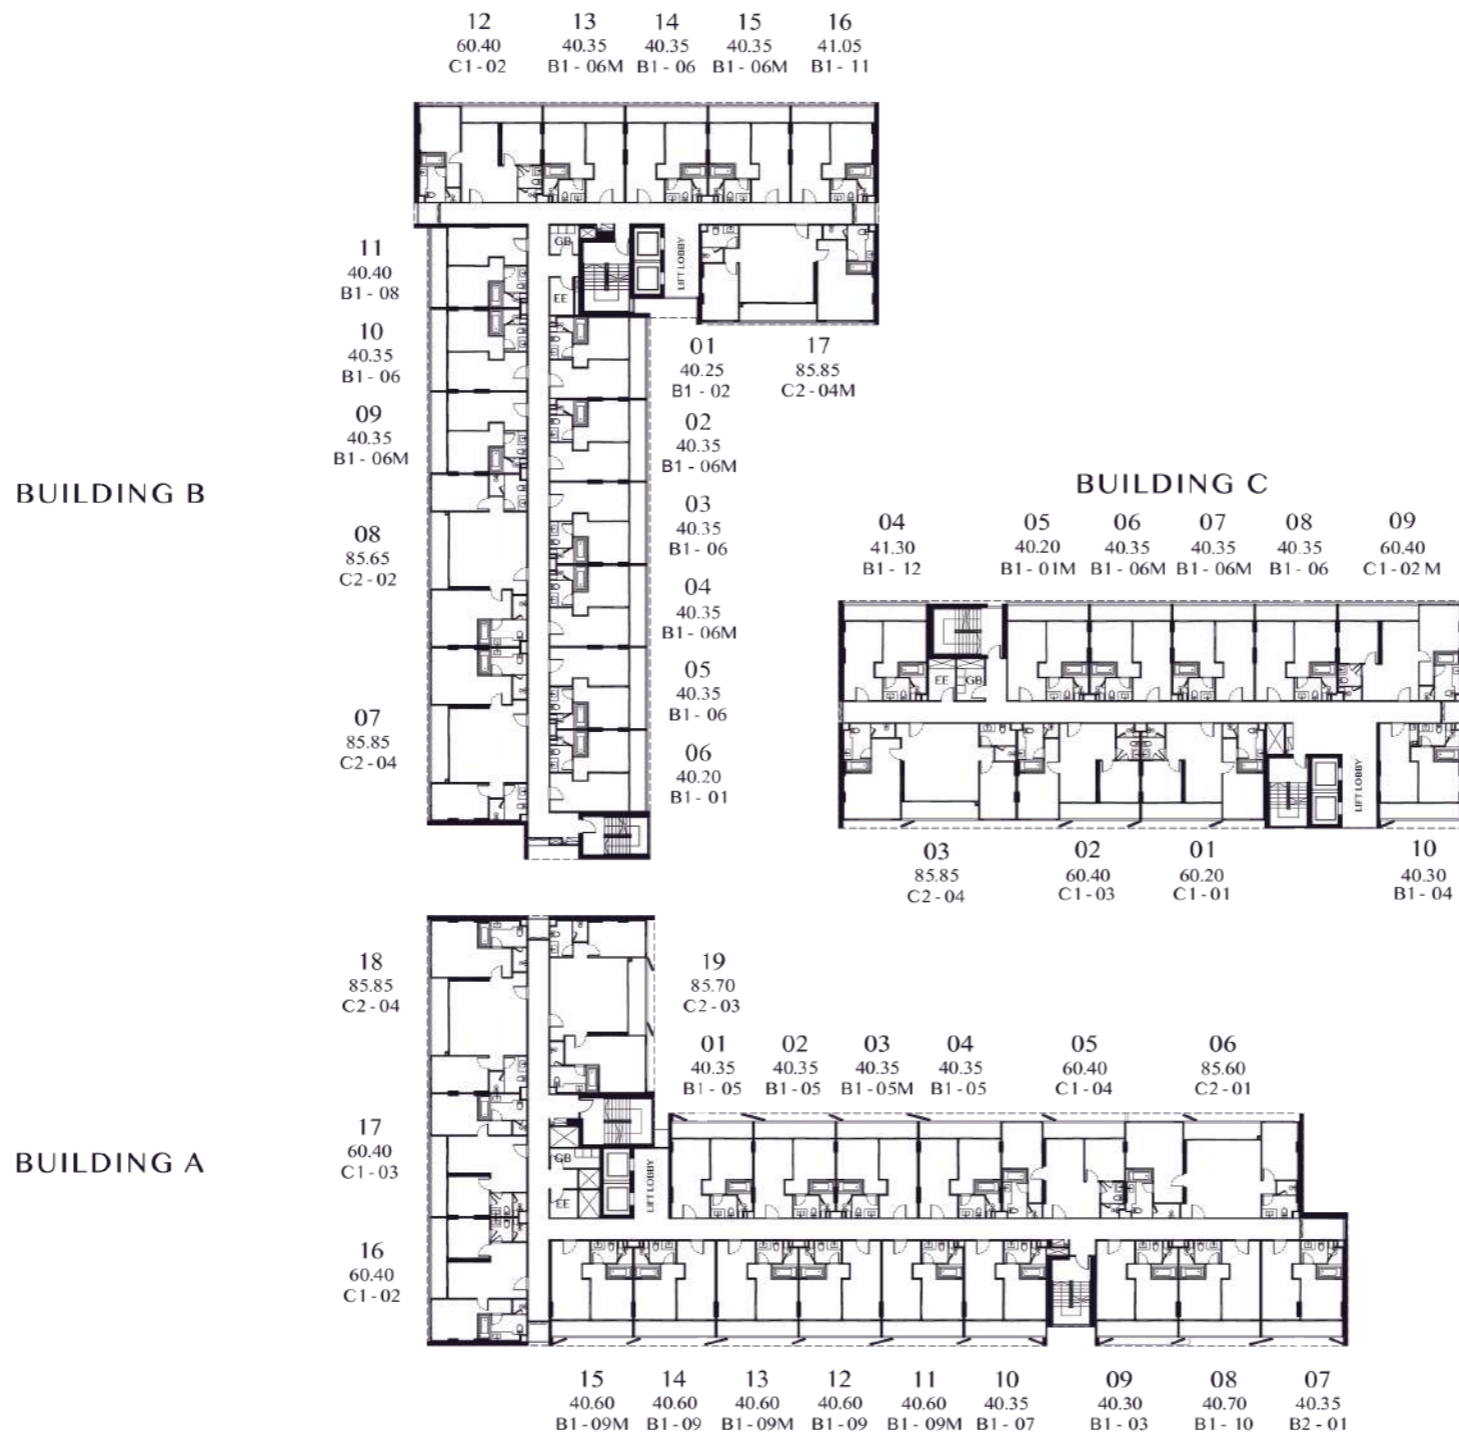 12
60.40
C1 - 02
13
40.35
B1 - 06M
14
40.35
B1 - 06
15
40.35
B1 - 06M
16
41.05
B1 - 11
GB
EE
LIFT LOBBY
11
40.40
B1 - 08
10
40.35
B1 - 06
09
40.35
B1 - 06M
08
85.65
C2 - 02
07
85.85
C2 - 04
01
40.25
B1 - 02
17
85.85
C2 - 04M
02
40.35
B1 - 06M
03
40.35
B1 - 06
04
40.35
B1 - 06M
05
40.35
B1 - 06
06
40.20
B1 - 01
BUILDING B
BUILDING C
04
41.30
B1 - 12
05
40.20
B1 - 01M
06
40.35
B1 - 06M
07
40.35
B1 - 06M
08
40.35
B1 - 06
09
60.40
C1 - 02 M
EE
GB
LIFT LOBBY
03
85.85
C2 - 04
02
60.40
C1 - 03
01
60.20
C1 - 01
10
40.30
B1 - 04
18
85.85
C2 - 04
19
85.70
C2 - 03
01
40.35
B1 - 05
02
40.35
B1 - 05
03
40.35
B1 - 05M
04
40.35
B1 - 05
05
60.40
C1 - 04
06
85.60
C2 - 01
17
60.40
C1 - 03
BUILDING A
GB
EE
LIFT LOBBY
16
60.40
C1 - 02
15
40.60
B1 - 09M
14
40.60
B1 - 09
13
40.60
B1 - 09M
12
40.60
B1 - 09
11
40.60
B1 - 09M
10
40.35
B1 - 07
09
40.30
B1 - 03
08
40.70
B1 - 10
07
40.35
B2 - 01